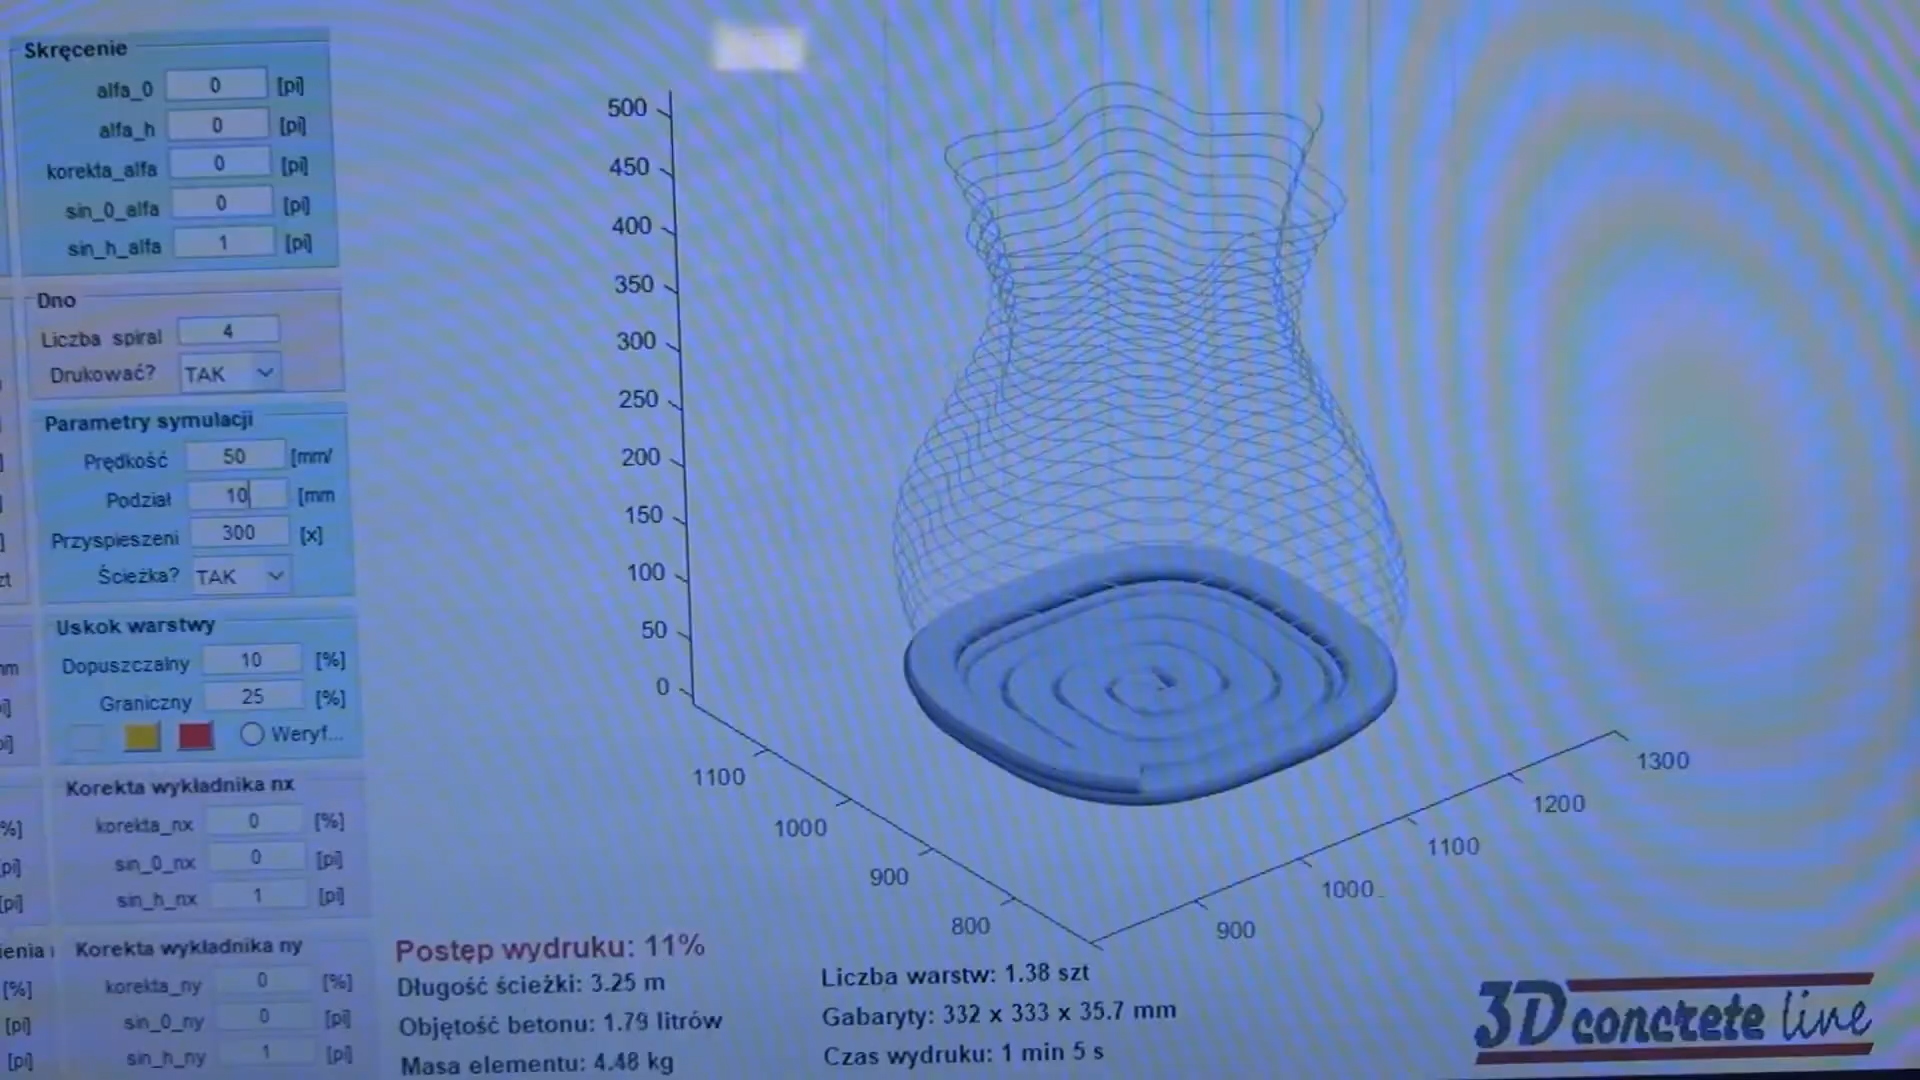 Skręcenie
alfa_0 0 [pi]
alfa_h 0 [pi]
korekta_alfa 0 [pi]
sin_0_alfa 0 [pi]
sin_h_alfa 1 [pi]
Dno
Liczba spiral 4
Drukować? TAK
Parametry symulacji
Prędkość 50 [mm/
Podział 10 [mm
Przyspieszeni 300 [x]
Ścieżka? TAK
Uskok warstwy
Dopuszczalny 10 [%]
Graniczny 25 [%]
Weryf...
Korekta wykładnika nx
korekta_nx 0 [%]
sin_0_nx 0 [pi]
sin_h_nx 1 [pi]
Korekta wykładnika ny
korekta_ny 0 [%]
sin_0_ny 0 [pi]
sin_h_ny 1 [pi]
500
450
400
350
300
250
200
150
100
50
0
1100
1000
900
800
900
1000
1100
1200
1300
Postęp wydruku: 11%
Długość ścieżki: 3.25 m
Objętość betonu: 1.79 litrów
Masa elementu: 4.48 kg
Liczba warstw: 1.38 szt
Gabaryty: 332 x 333 x 35.7 mm
Czas wydruku: 1 min 5 s
3D concrete line